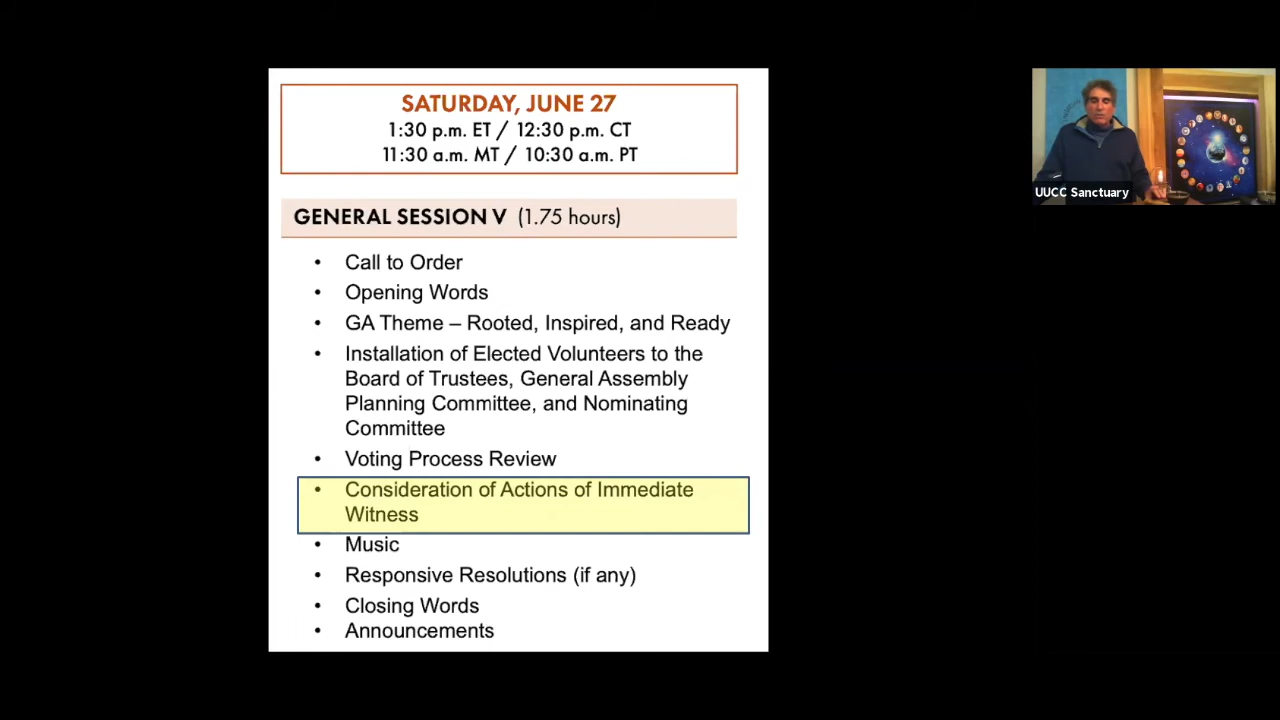 SATURDAY, JUNE 27
1:30 p.m. ET / 12:30 p.m. CT
11:30 a.m. MT / 10:30 a.m. PT
GENERAL SESSION V (1.75 hours)
• Call to Order
• Opening Words
• GA Theme – Rooted, Inspired, and Ready
• Installation of Elected Volunteers to the
Board of Trustees, General Assembly
Planning Committee, and Nominating
Committee
• Voting Process Review
• Consideration of Actions of Immediate
Witness
• Music
• Responsive Resolutions (if any)
• Closing Words
• Announcements
UUCC Sanctuary